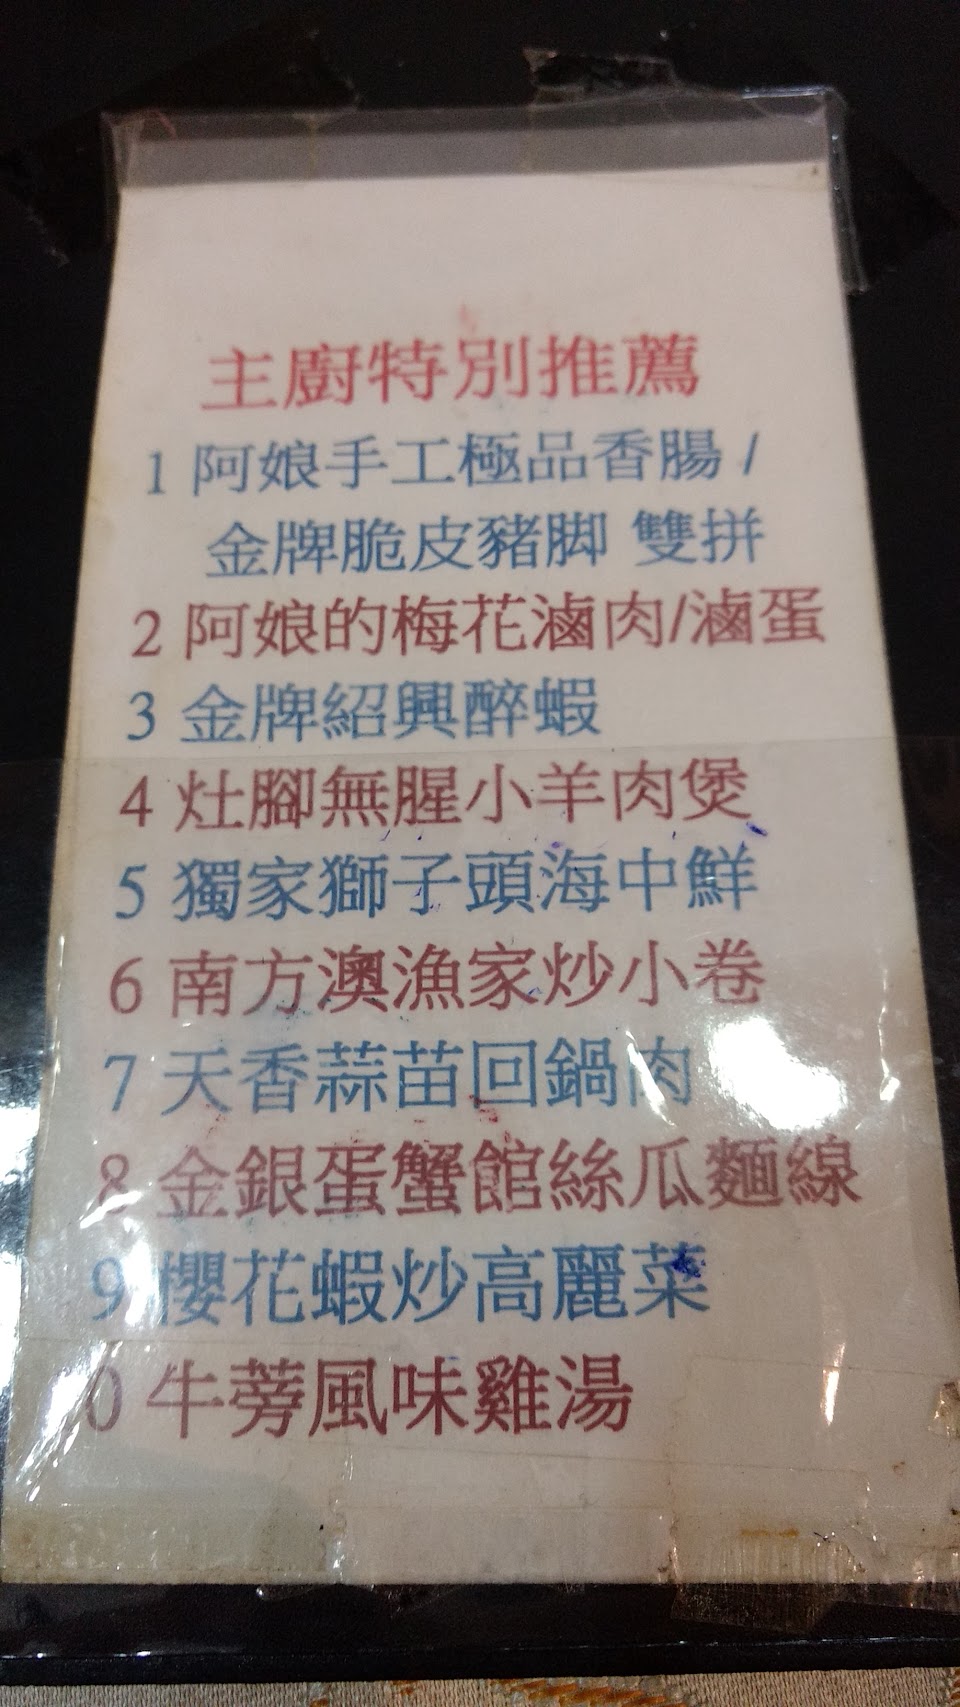 主廚特別推薦
1 阿娘手工極品香腸 /
金牌脆皮豬脚 雙拼
2 阿娘的梅花滷肉/滷蛋
3 金牌紹興醉蝦
4 灶腳無腥小羊肉煲
5 獨家獅子頭海中鮮
6 南方澳漁家炒小卷
7 天香蒜苗回鍋肉
8 金銀蛋蟹館絲瓜麵線
9 櫻花蝦炒高麗菜
0 牛蒡風味雞湯